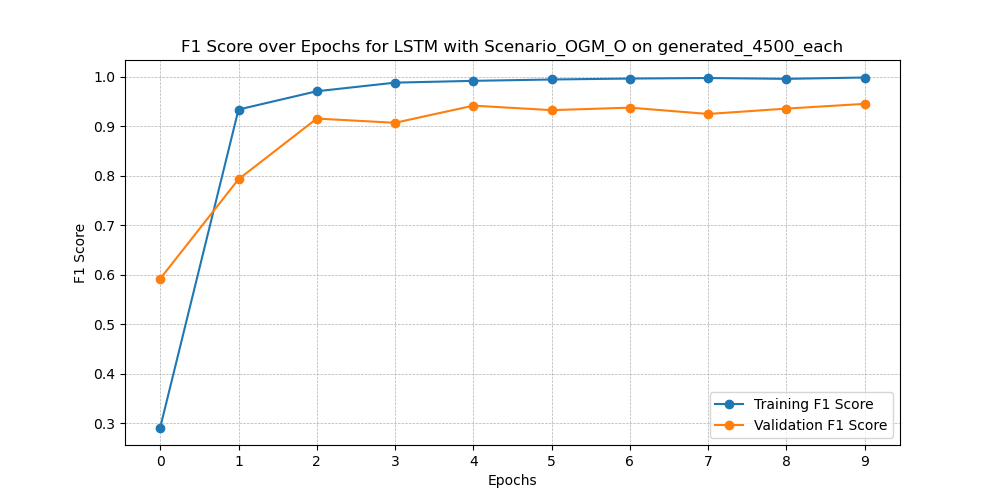 F1 Score over Epochs for LSTM with Scenario_OGM_O on generated_4500_each
F1 Score
1.0
0.9
0.8
0.7
0.6
0.5
0.4
0.3
0 1 2 3 4 5 6 7 8 9
Epochs
Training F1 Score
Validation F1 Score